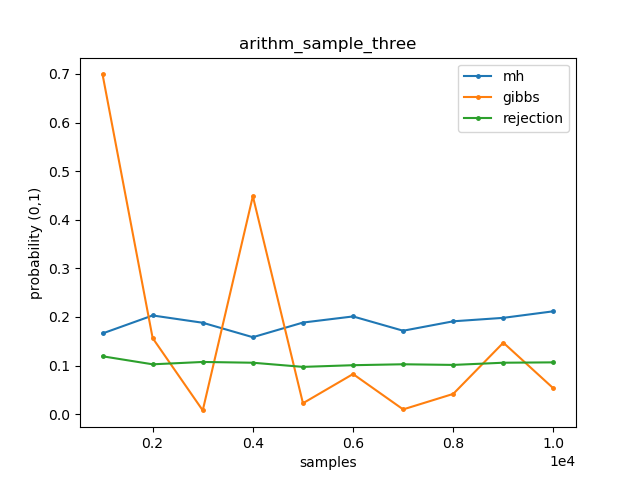 arithm_sample_three
mh
gibbs
rejection
probability (0,1)
0.7
0.6
0.5
0.4
0.3
0.2
0.1
0.0
0.2 0.4 0.6 0.8 1.0
samples
1e4